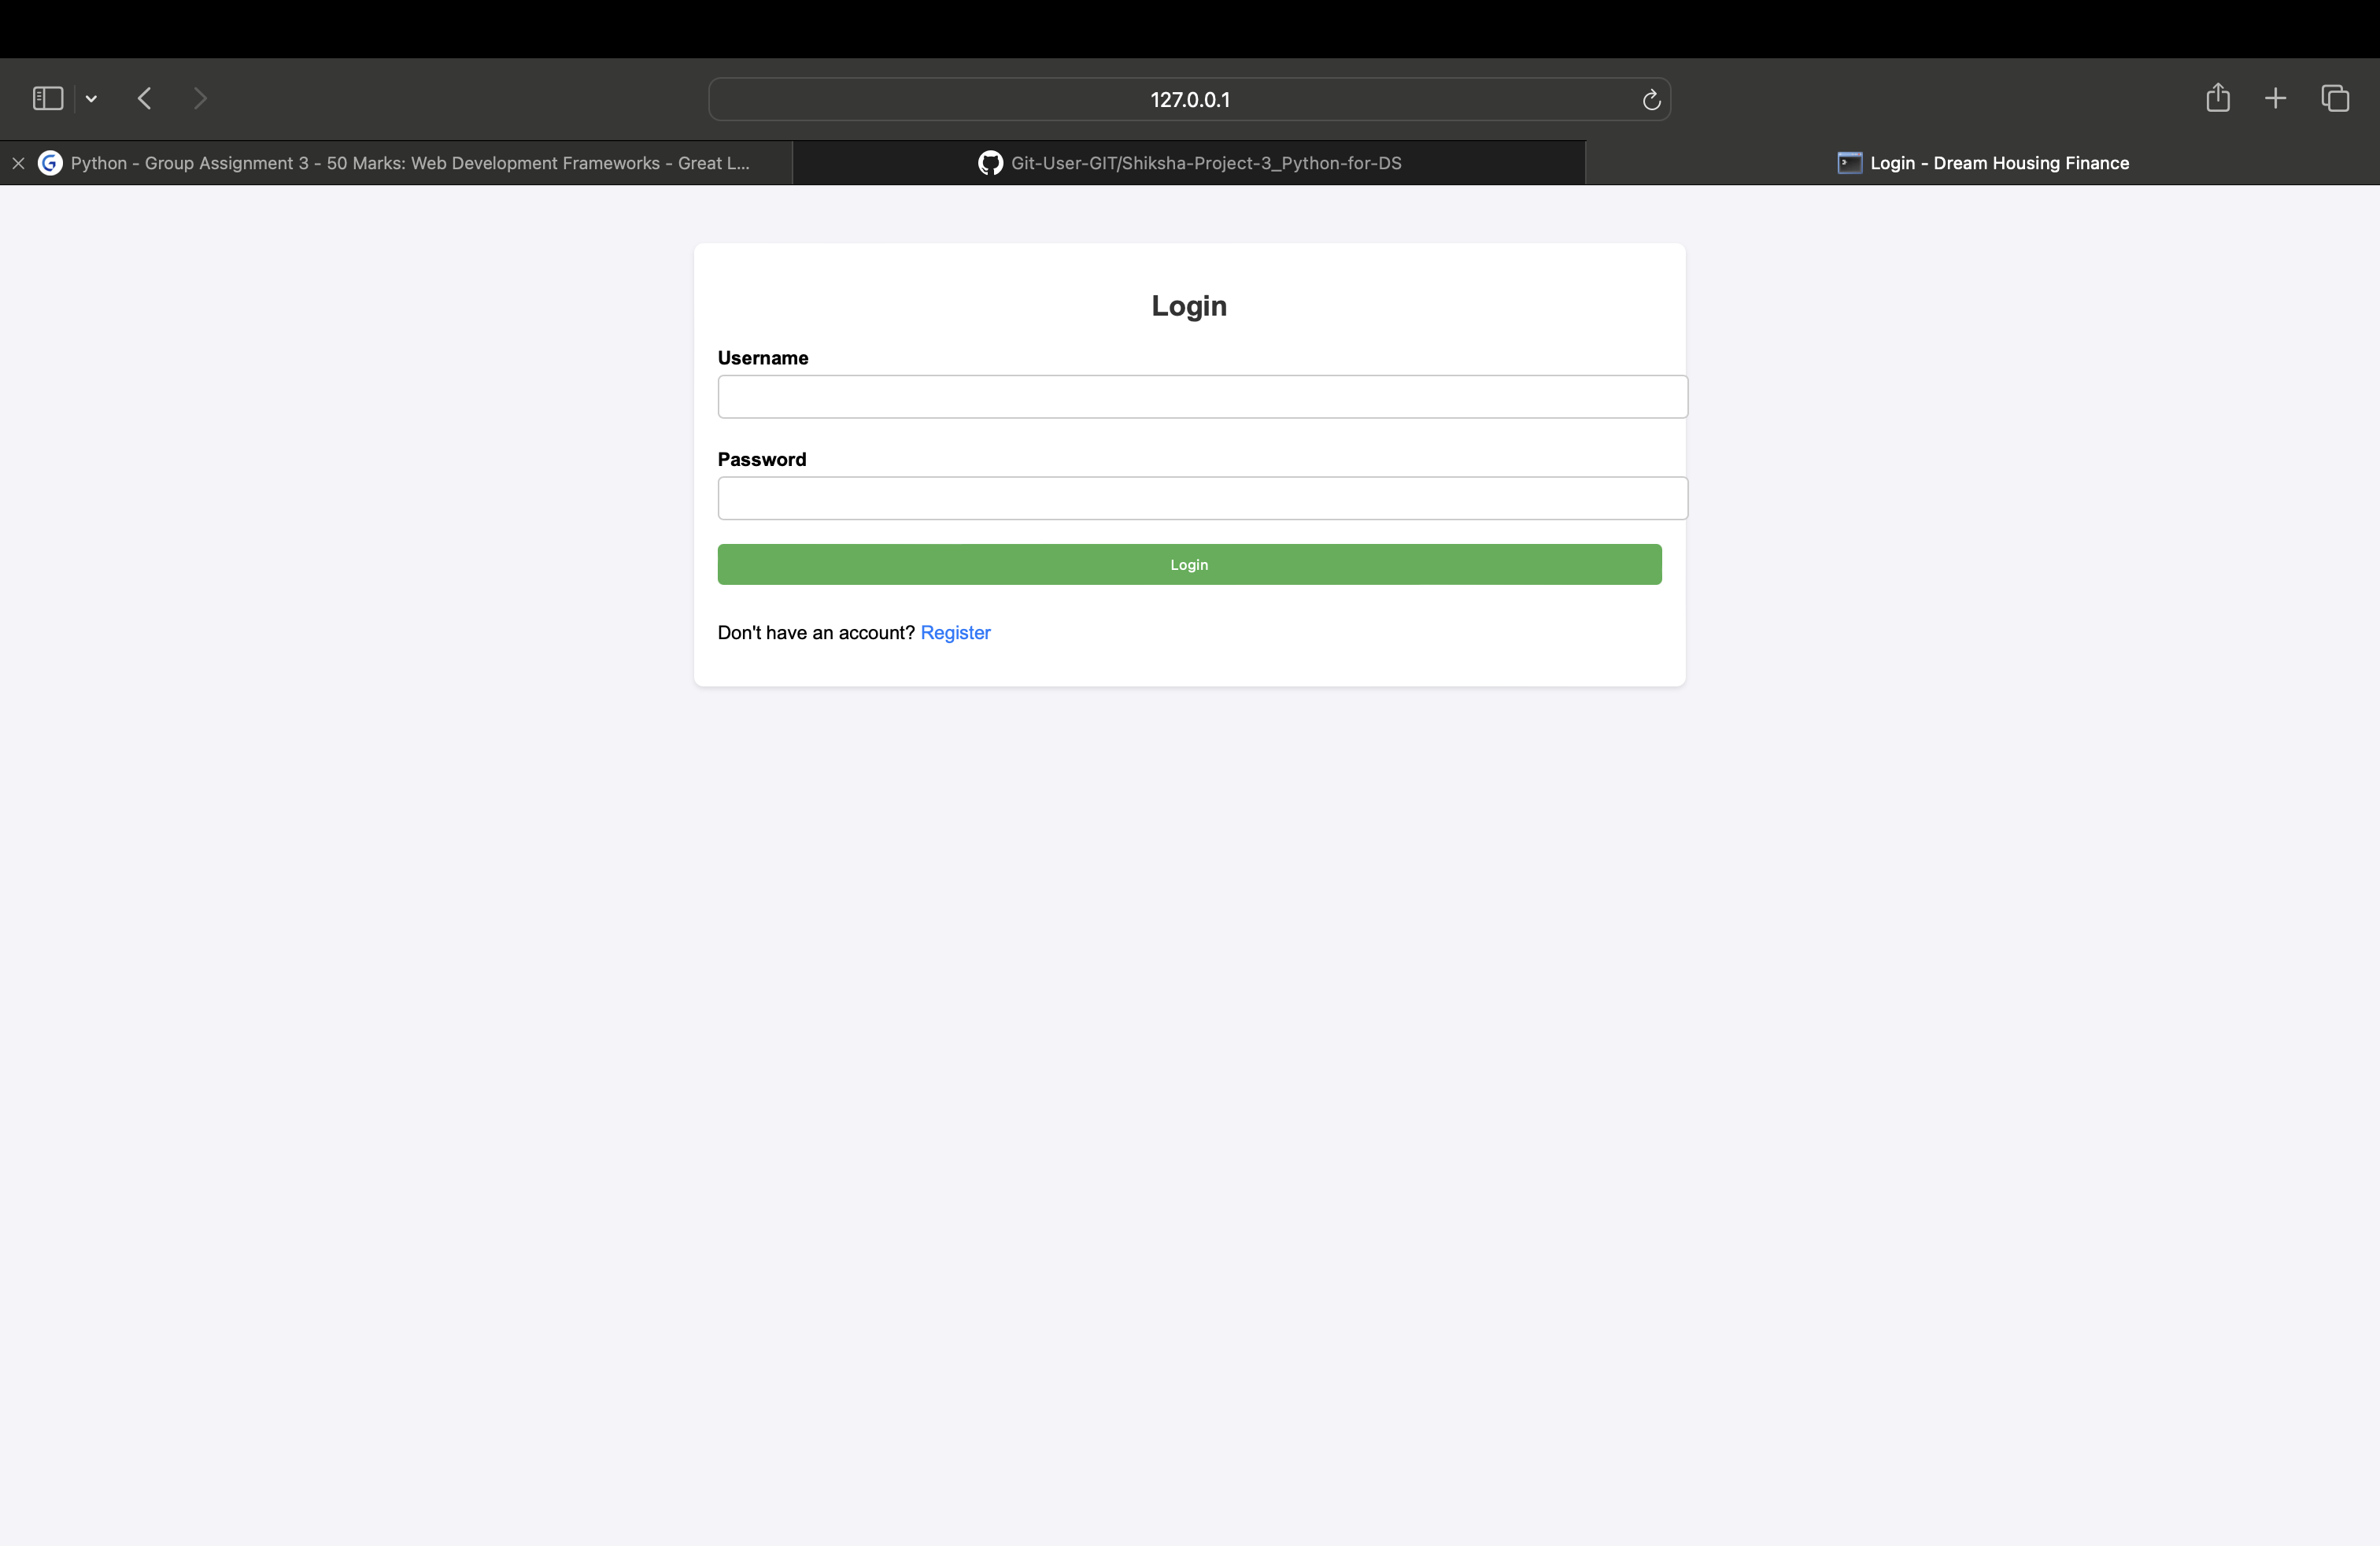 127.0.0.1
Python - Group Assignment 3 - 50 Marks: Web Development Frameworks - Great L...
Git-User-GIT/Shiksha-Project-3_Python-for-DS
Login - Dream Housing Finance
Login
Username
Password
Login
Don't have an account? Register